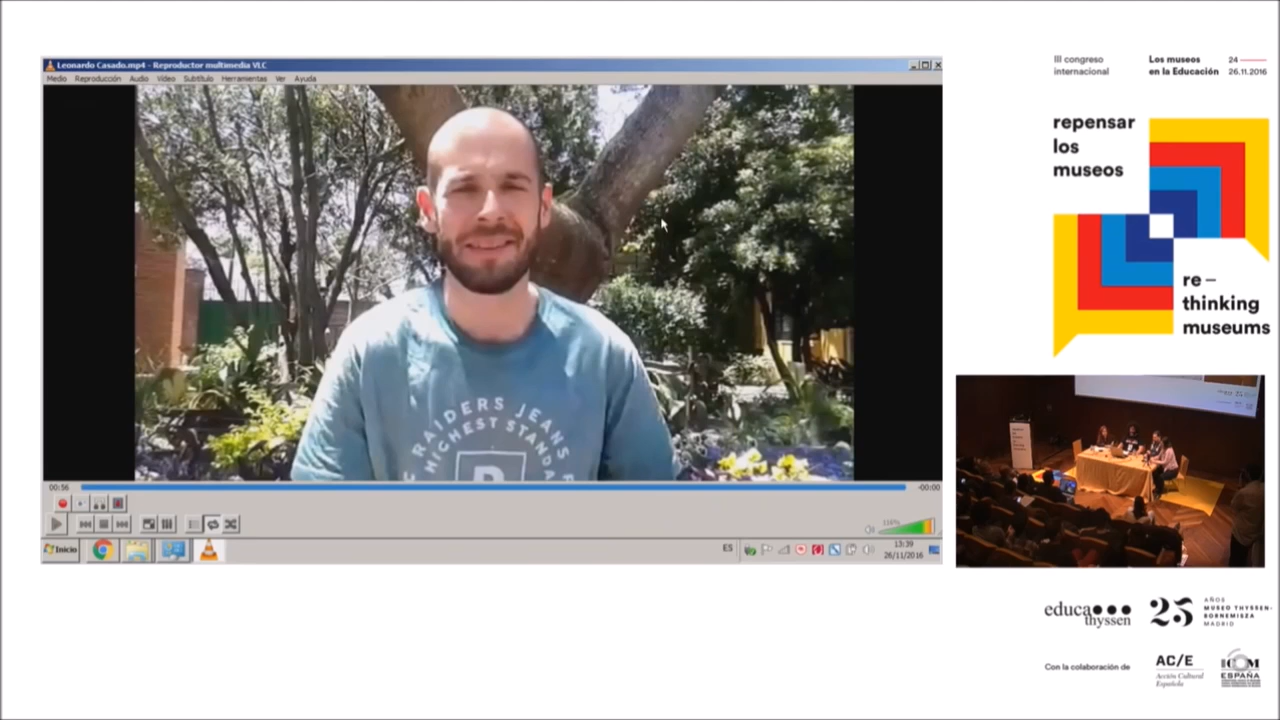 Leonardo Casado.mp4 - Reproductor multimedia VLC
Medio Reproducción Audio Vídeo Subtítulo Herramientas Ver Ayuda
RAIDERS JEANS
HIGHEST STANDA
R
00:56
-00:00
116%
Inicio
ES
13:39
26/11/2016
III congreso
internacional
Los museos
en la Educación
24
26.11.2016
repensar
los
museos
re –
thinking
museums
educa
thyssen
25
AÑOS
MUSEO THYSSEN-
BORNEMISZA
MADRID
Con la colaboración de
AC/E
Acción Cultural
Española
ICOM
ESPAÑA